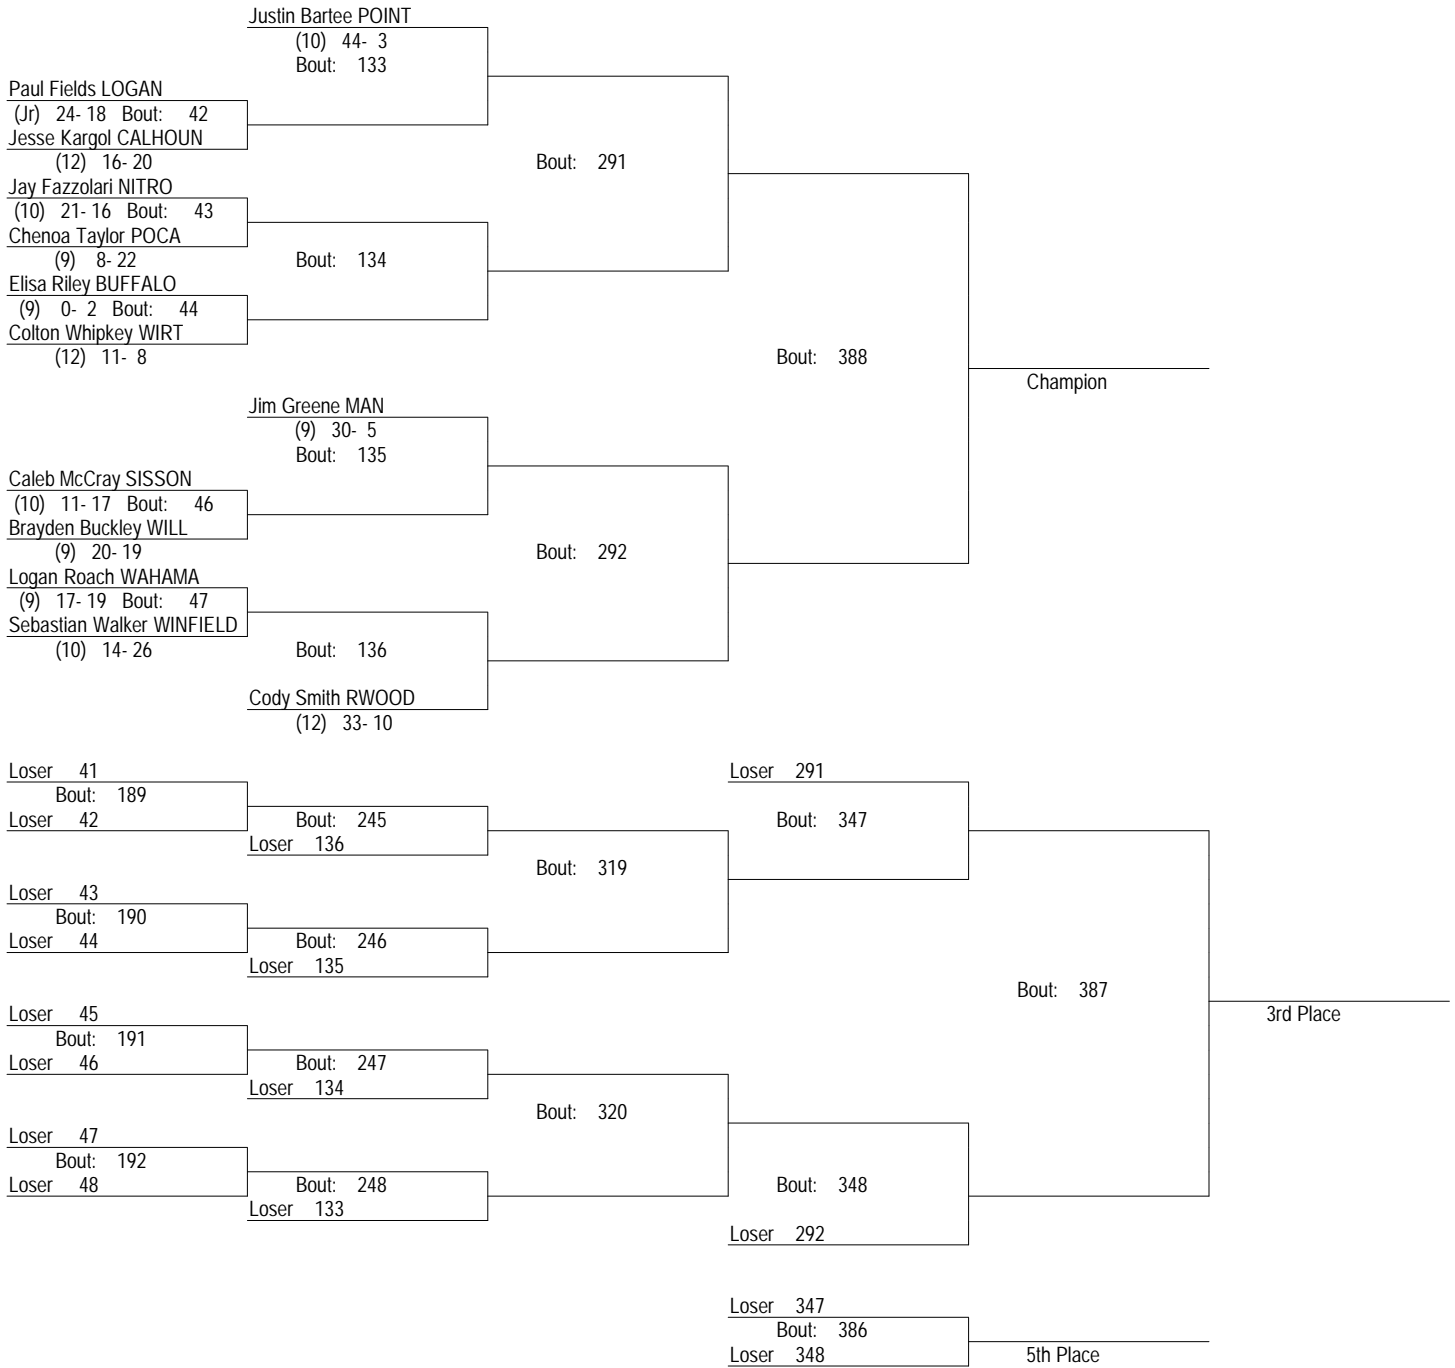 Justin Bartee POINT
(10) 44- 3
Bout: 133
Paul Fields LOGAN
(Jr) 24- 18 Bout: 42
Jesse Kargol CALHOUN
(12) 16- 20
Bout: 291
Jay Fazzolari NITRO
(10) 21- 16 Bout: 43
Chenoa Taylor POCA
(9) 8- 22
Bout: 134
Elisa Riley BUFFALO
(9) 0- 2 Bout: 44
Colton Whipkey WIRT
(12) 11- 8
Bout: 388
Champion
Jim Greene MAN
(9) 30- 5
Bout: 135
Caleb McCray SISSON
(10) 11- 17 Bout: 46
Brayden Buckley WILL
(9) 20- 19
Bout: 292
Logan Roach WAHAMA
(9) 17- 19 Bout: 47
Sebastian Walker WINFIELD
(10) 14- 26
Bout: 136
Cody Smith RWOOD
(12) 33- 10
Loser 41
Bout: 189
Loser 42
Bout: 245
Loser 136
Loser 291
Bout: 347
Bout: 319
Loser 43
Bout: 190
Loser 44
Bout: 246
Loser 135
Bout: 387
3rd Place
Loser 45
Bout: 191
Loser 46
Bout: 247
Loser 134
Bout: 320
Loser 47
Bout: 192
Loser 48
Bout: 248
Loser 133
Bout: 348
Loser 292
Loser 347
Bout: 386
Loser 348
5th Place